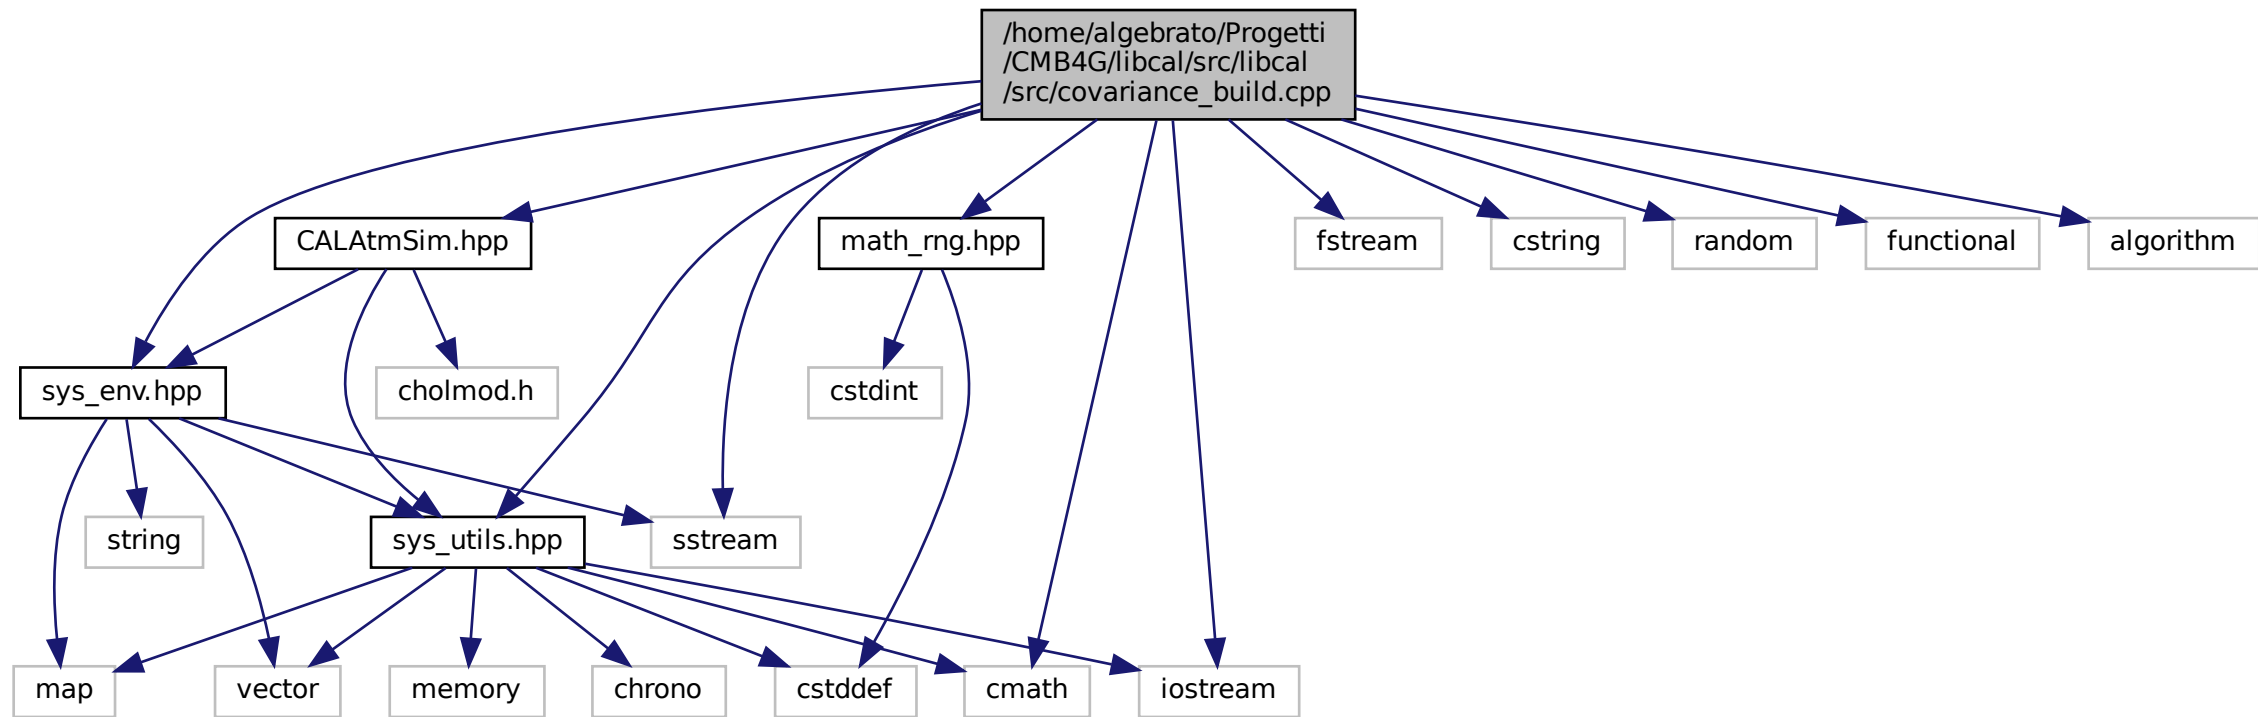 /home/algebrato/Progetti
/CMB4G/libcal/src/libcal
/src/covariance_build.cpp
CALAtmSim.hpp
math_rng.hpp
fstream
cstring
random
functional
algorithm
sys_env.hpp
cholmod.h
cstdint
string
sys_utils.hpp
sstream
map
vector
memory
chrono
cstddef
cmath
iostream